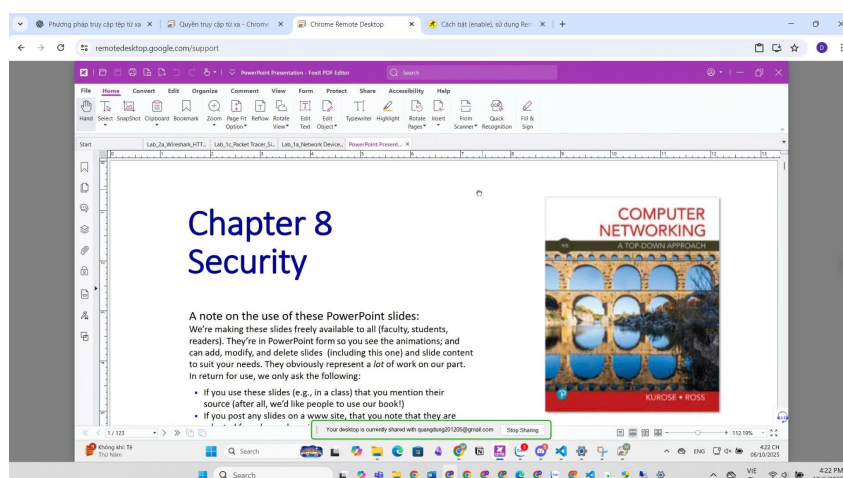 Phương pháp truy cập tệp từ xa
Quyền truy cập từ xa - Chrome
Chrome Remote Desktop
Cách bật (enable), sử dụng Rem
remotedesktop.google.com/support
PowerPoint Presentation - Foxit PDF Editor
Search
File Home Convert Edit Organize Comment View Form Protect Share Accessibility Help
Hand Select SnapShot Clipboard Bookmark Zoom Page Fit Option Reflow Rotate View Edit Text Edit Object Typewriter Highlight Rotate Pages Insert From Scanner Quick Recognition Fill & Sign
Start Lab_2a_Wireshark_HTT.. Lab_1c_Packet Tracer_Si.. Lab_1a_Network Device.. PowerPoint Present...
Chapter 8
Security
COMPUTER
NETWORKING
A TOP-DOWN APPROACH
KUROSE • ROSS
A note on the use of these PowerPoint slides:
We're making these slides freely available to all (faculty, students,
readers). They're in PowerPoint form so you see the animations; and
can add, modify, and delete slides (including this one) and slide content
to suit your needs. They obviously represent a lot of work on our part.
In return for use, we only ask the following:
• If you use these slides (e.g., in a class) that you mention their
source (after all, we'd like people to use our book!)
• If you post any slides on a www site, that you note that they are
Your desktop is currently shared with quangdung201205@gmail.com Stop Sharing
1 / 123
112.19%
Không khí: Tệ
Thứ Năm
Search
ENG
4:22 CH
06/10/2025
Search
VIE
4:22 PM